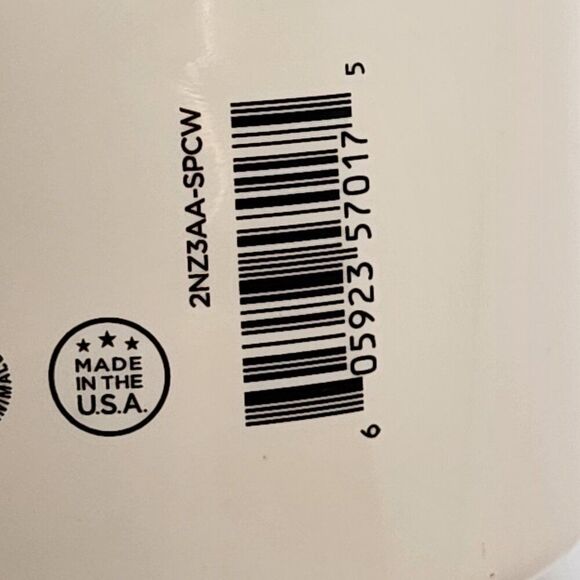 2NZ3AA-SPCW
6 05923 57017 5
MADE
IN THE
U.S.A.